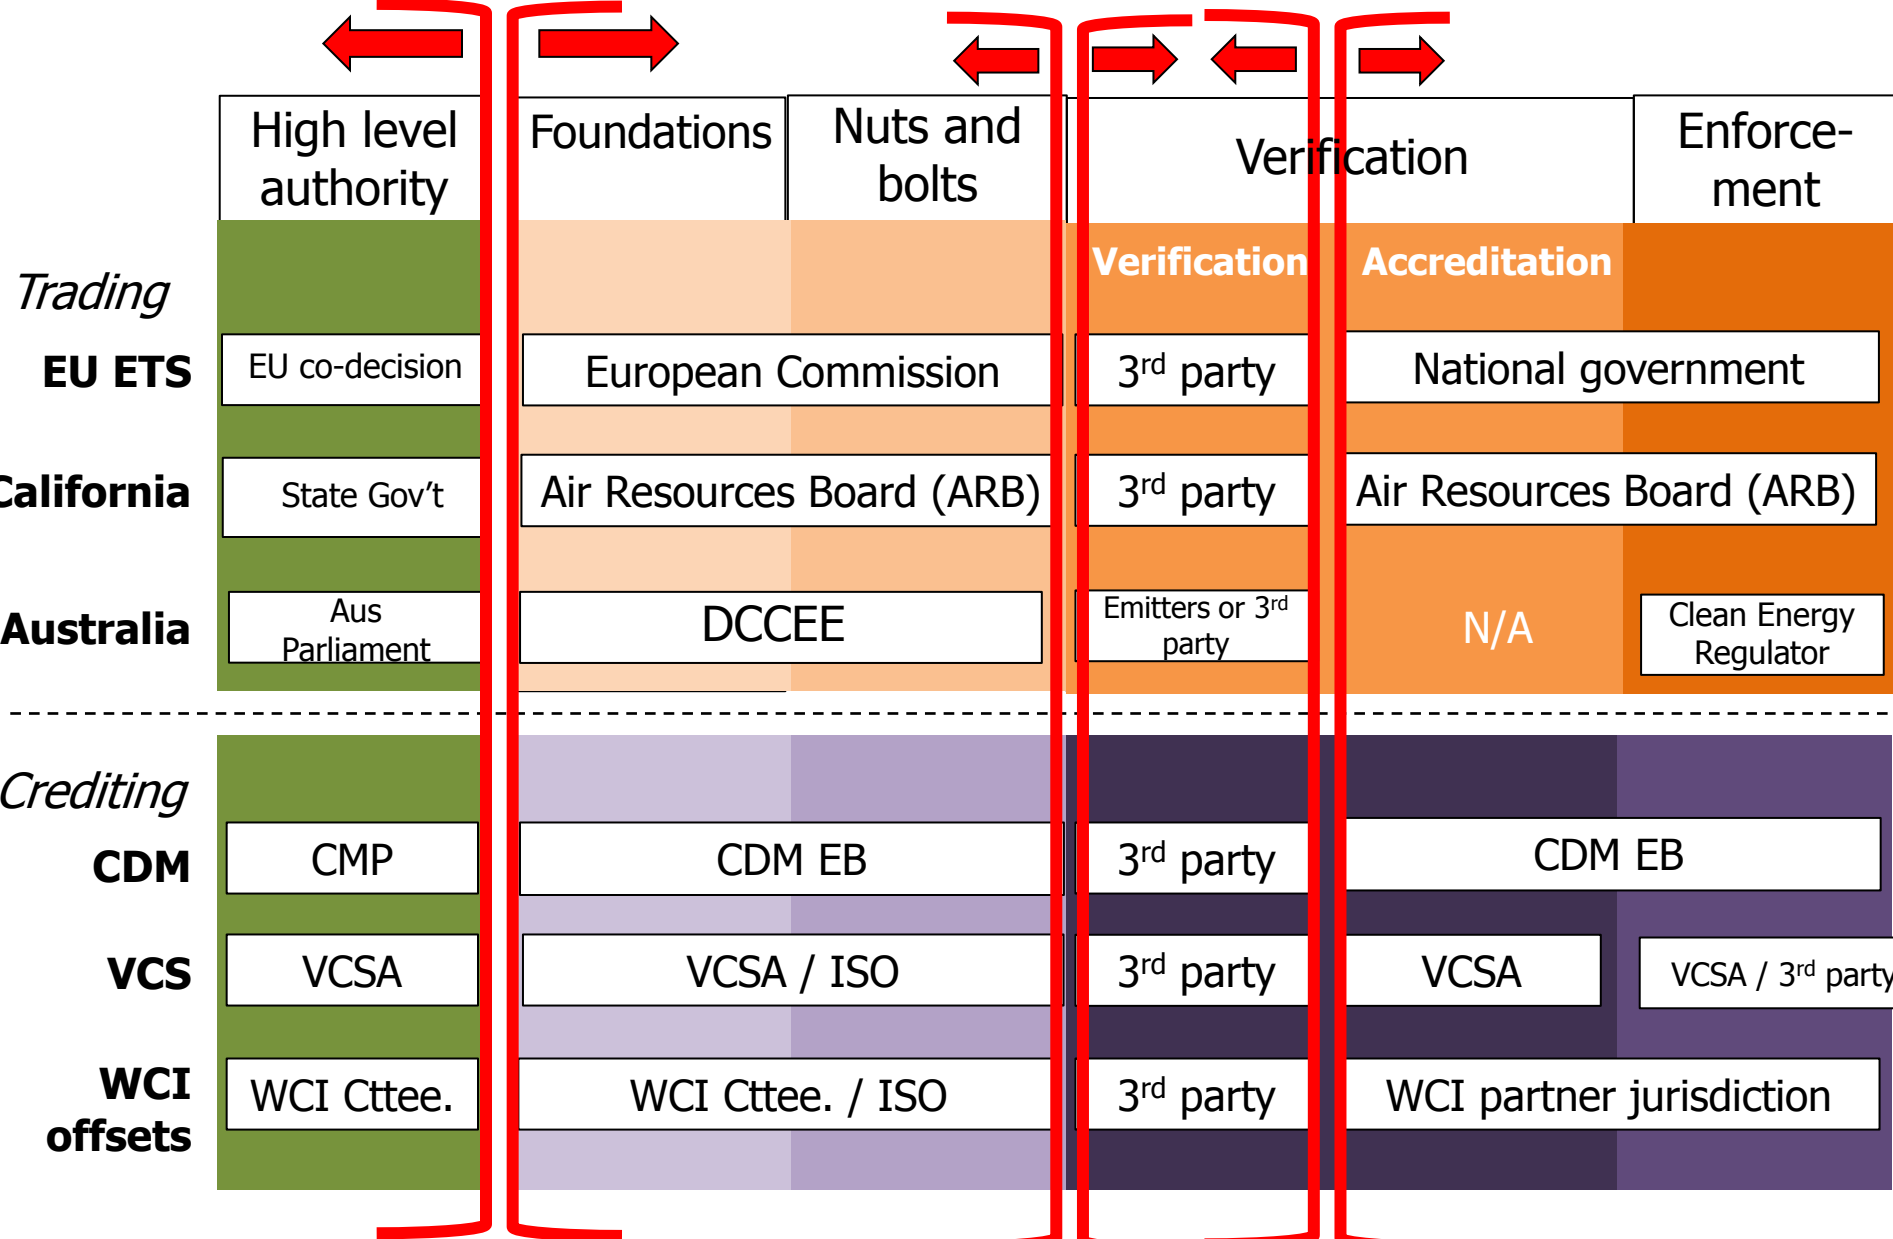 High level
authority
Foundations
Nuts and
bolts
Verification
Enforce-
ment
Trading
Verification
Accreditation
EU ETS
EU co-decision
European Commission
3rd party
National government
California
State Gov't
Air Resources Board (ARB)
3rd party
Air Resources Board (ARB)
Australia
Aus
Parliament
DCCEE
Emitters or 3rd
party
N/A
Clean Energy
Regulator
Crediting
CDM
CMP
CDM EB
3rd party
CDM EB
VCS
VCSA
VCSA / ISO
3rd party
VCSA
VCSA / 3rd party
WCI
offsets
WCI Cttee.
WCI Cttee. / ISO
3rd party
WCI partner jurisdiction